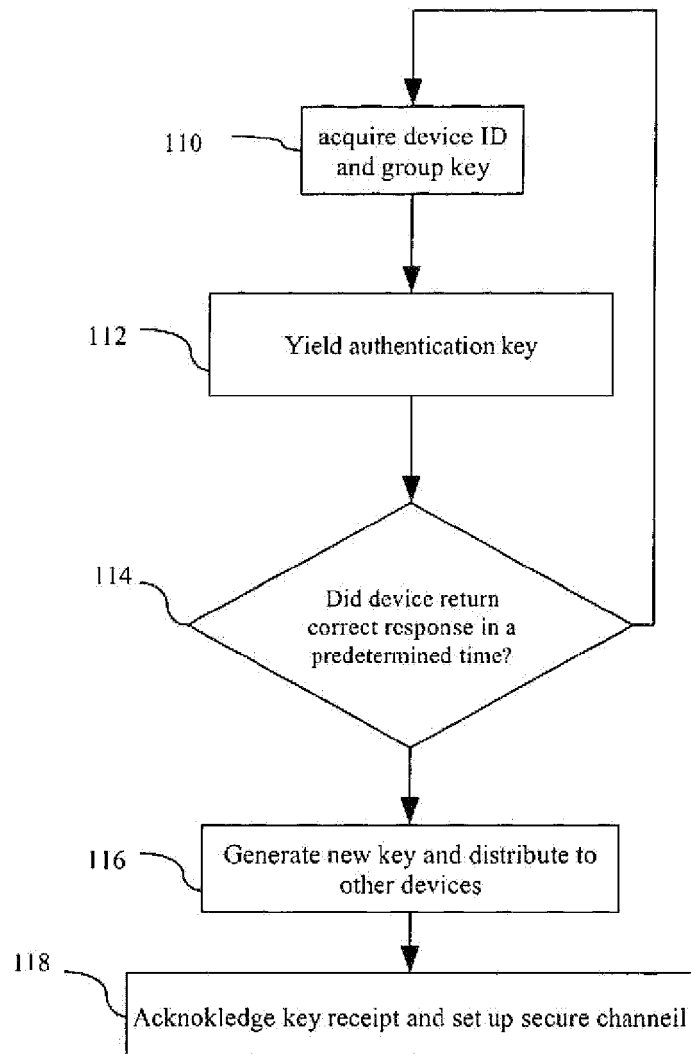 110
acquire device ID
and group key
112
Yield authentication key
114
Did device return
correct response in a
predetermined time?
116
Generate new key and distribute to
other devices
118
Acknokledge key receipt and set up secure channeil